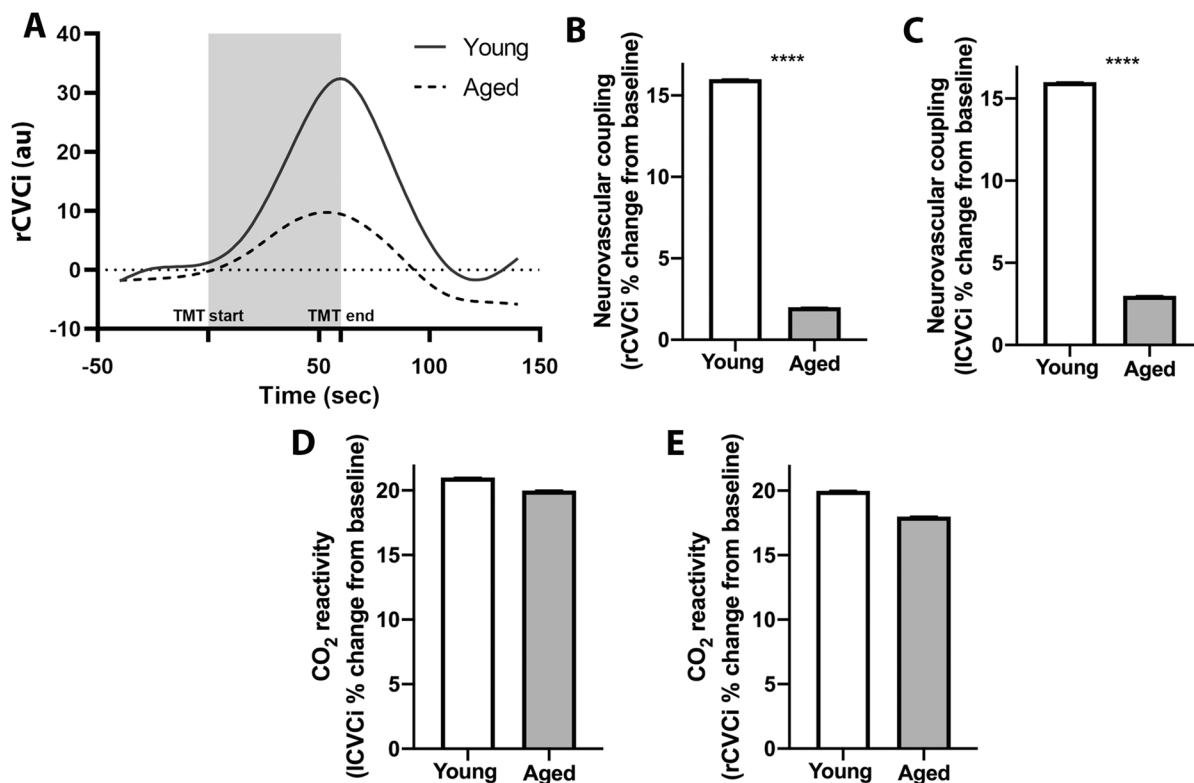 A
40
30
20
10
0
-10
rCVCi (au)
Young
Aged
TMT start
TMT end
-50
0
50
100
150
Time (sec)
B
Neurovascular coupling
(rCVCi % change from baseline)
15
10
5
0
****
Young
Aged
C
Neurovascular coupling
(lCVCi % change from baseline)
15
10
5
0
****
Young
Aged
D
CO2 reactivity
(lCVCi % change from baseline)
20
15
10
5
0
Young
Aged
E
CO2 reactivity
(rCVCi % change from baseline)
20
15
10
5
0
Young
Aged